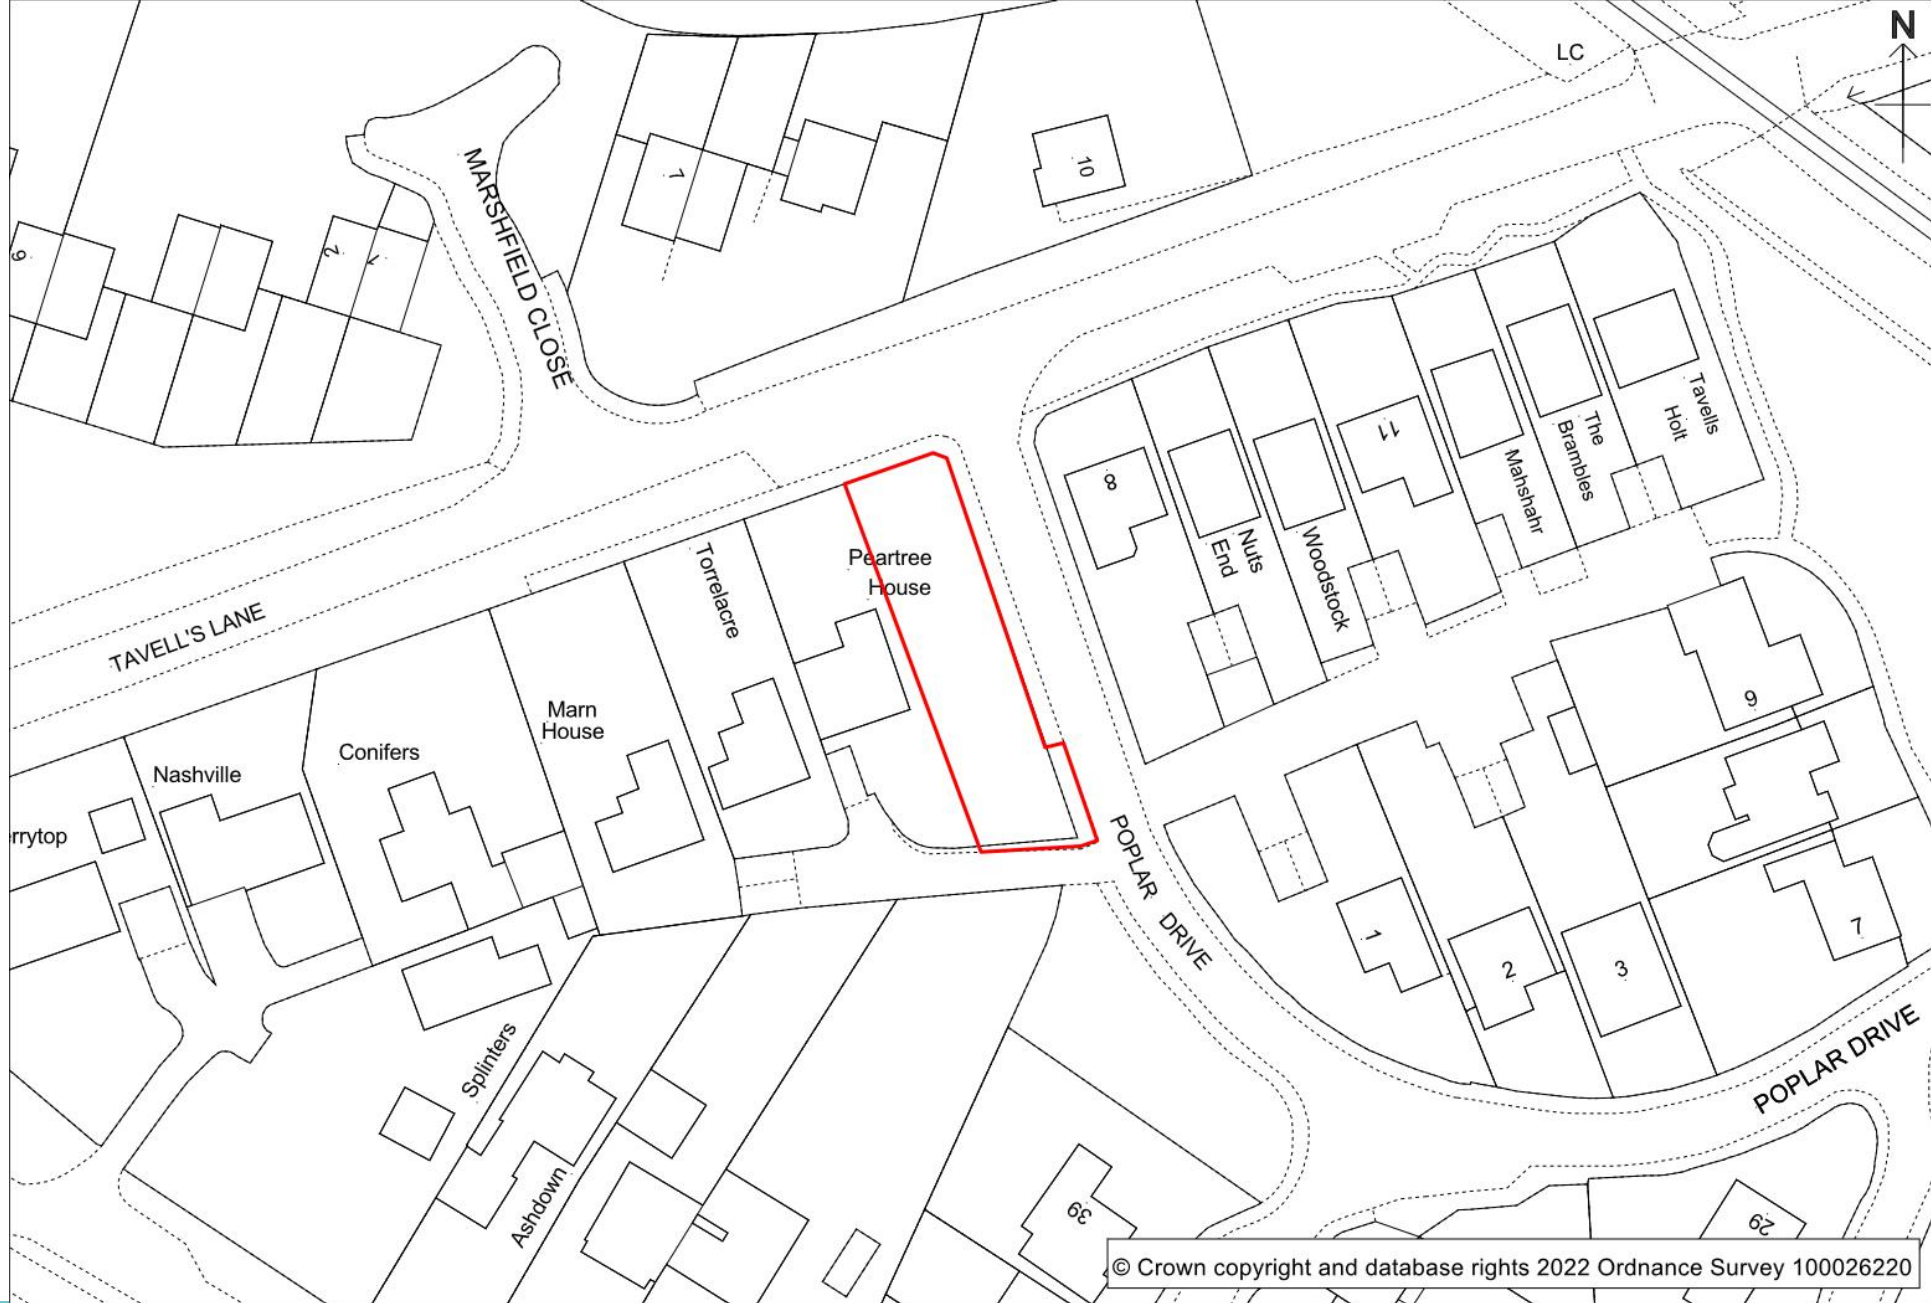 N
LC
10
7
MARSHFIELD CLOSE
2
1
9
Tavells
Holt
The
Brambles
11
Mahshahr
8
Nuts
End
Woodstock
Peartree
House
Torrelacre
TAVELL'S LANE
Marn
House
Conifers
Nashville
rrytop
9
POPLAR DRIVE
1
2
3
7
Splinters
Ashdown
POPLAR DRIVE
39
29
© Crown copyright and database rights 2022 Ordnance Survey 100026220